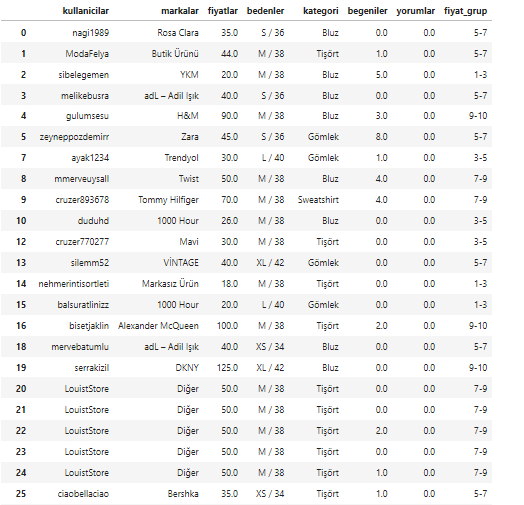 kullanicilar markalar fiyatlar bedenler kategori begeniler yorumlar fiyat_grup
0 nagi1989 Rosa Clara 35.0 S / 36 Bluz 0.0 0.0 5-7
1 ModaFelya Butik Ürünü 44.0 M / 38 Tişört 1.0 0.0 5-7
2 sibelegemen YKM 20.0 M / 38 Bluz 5.0 0.0 1-3
3 melikebusra adL – Adil Işık 40.0 S / 36 Bluz 0.0 0.0 5-7
4 gulumsesu H&M 90.0 M / 38 Bluz 3.0 0.0 9-10
5 zeyneppozdemirr Zara 45.0 S / 36 Gömlek 8.0 0.0 5-7
7 ayak1234 Trendyol 30.0 L / 40 Gömlek 1.0 0.0 3-5
8 mmerveuysall Twist 50.0 M / 38 Bluz 4.0 0.0 7-9
9 cruzer893678 Tommy Hilfiger 70.0 M / 38 Sweatshirt 4.0 0.0 7-9
10 duduhd 1000 Hour 26.0 M / 38 Bluz 0.0 0.0 3-5
12 cruzer770277 Mavi 30.0 M / 38 Tişört 0.0 0.0 3-5
13 silemm52 VİNTAGE 40.0 XL / 42 Gömlek 0.0 0.0 5-7
14 nehmerintisortleti Markasız Ürün 18.0 M / 38 Tişört 0.0 0.0 1-3
15 balsuratlinizz 1000 Hour 20.0 L / 40 Gömlek 0.0 0.0 1-3
16 bisetjaklin Alexander McQueen 100.0 M / 38 Tişört 2.0 0.0 9-10
18 mervebatumlu adL – Adil Işık 40.0 XS / 34 Bluz 0.0 0.0 5-7
19 serrakizil DKNY 125.0 XL / 42 Bluz 0.0 0.0 9-10
20 LouistStore Diğer 50.0 M / 38 Tişört 0.0 0.0 7-9
21 LouistStore Diğer 50.0 M / 38 Tişört 0.0 0.0 7-9
22 LouistStore Diğer 50.0 M / 38 Tişört 2.0 0.0 7-9
23 LouistStore Diğer 50.0 M / 38 Tişört 0.0 0.0 7-9
24 LouistStore Diğer 50.0 M / 38 Tişört 1.0 0.0 7-9
25 ciaobellaciao Bershka 35.0 XS / 34 Tişört 1.0 0.0 5-7